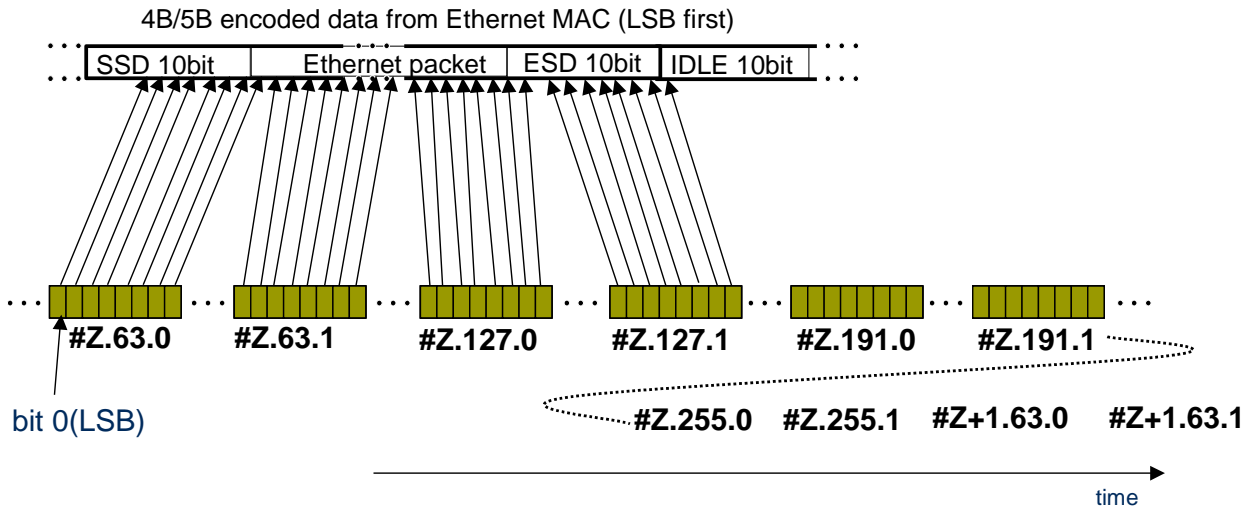 4B/5B encoded data from Ethernet MAC (LSB first)
SSD 10bit Ethernet packet ESD 10bit IDLE 10bit
#Z.63.0 #Z.63.1 #Z.127.0 #Z.127.1 #Z.191.0 #Z.191.1
bit 0(LSB)
#Z.255.0 #Z.255.1 #Z+1.63.0 #Z+1.63.1
time